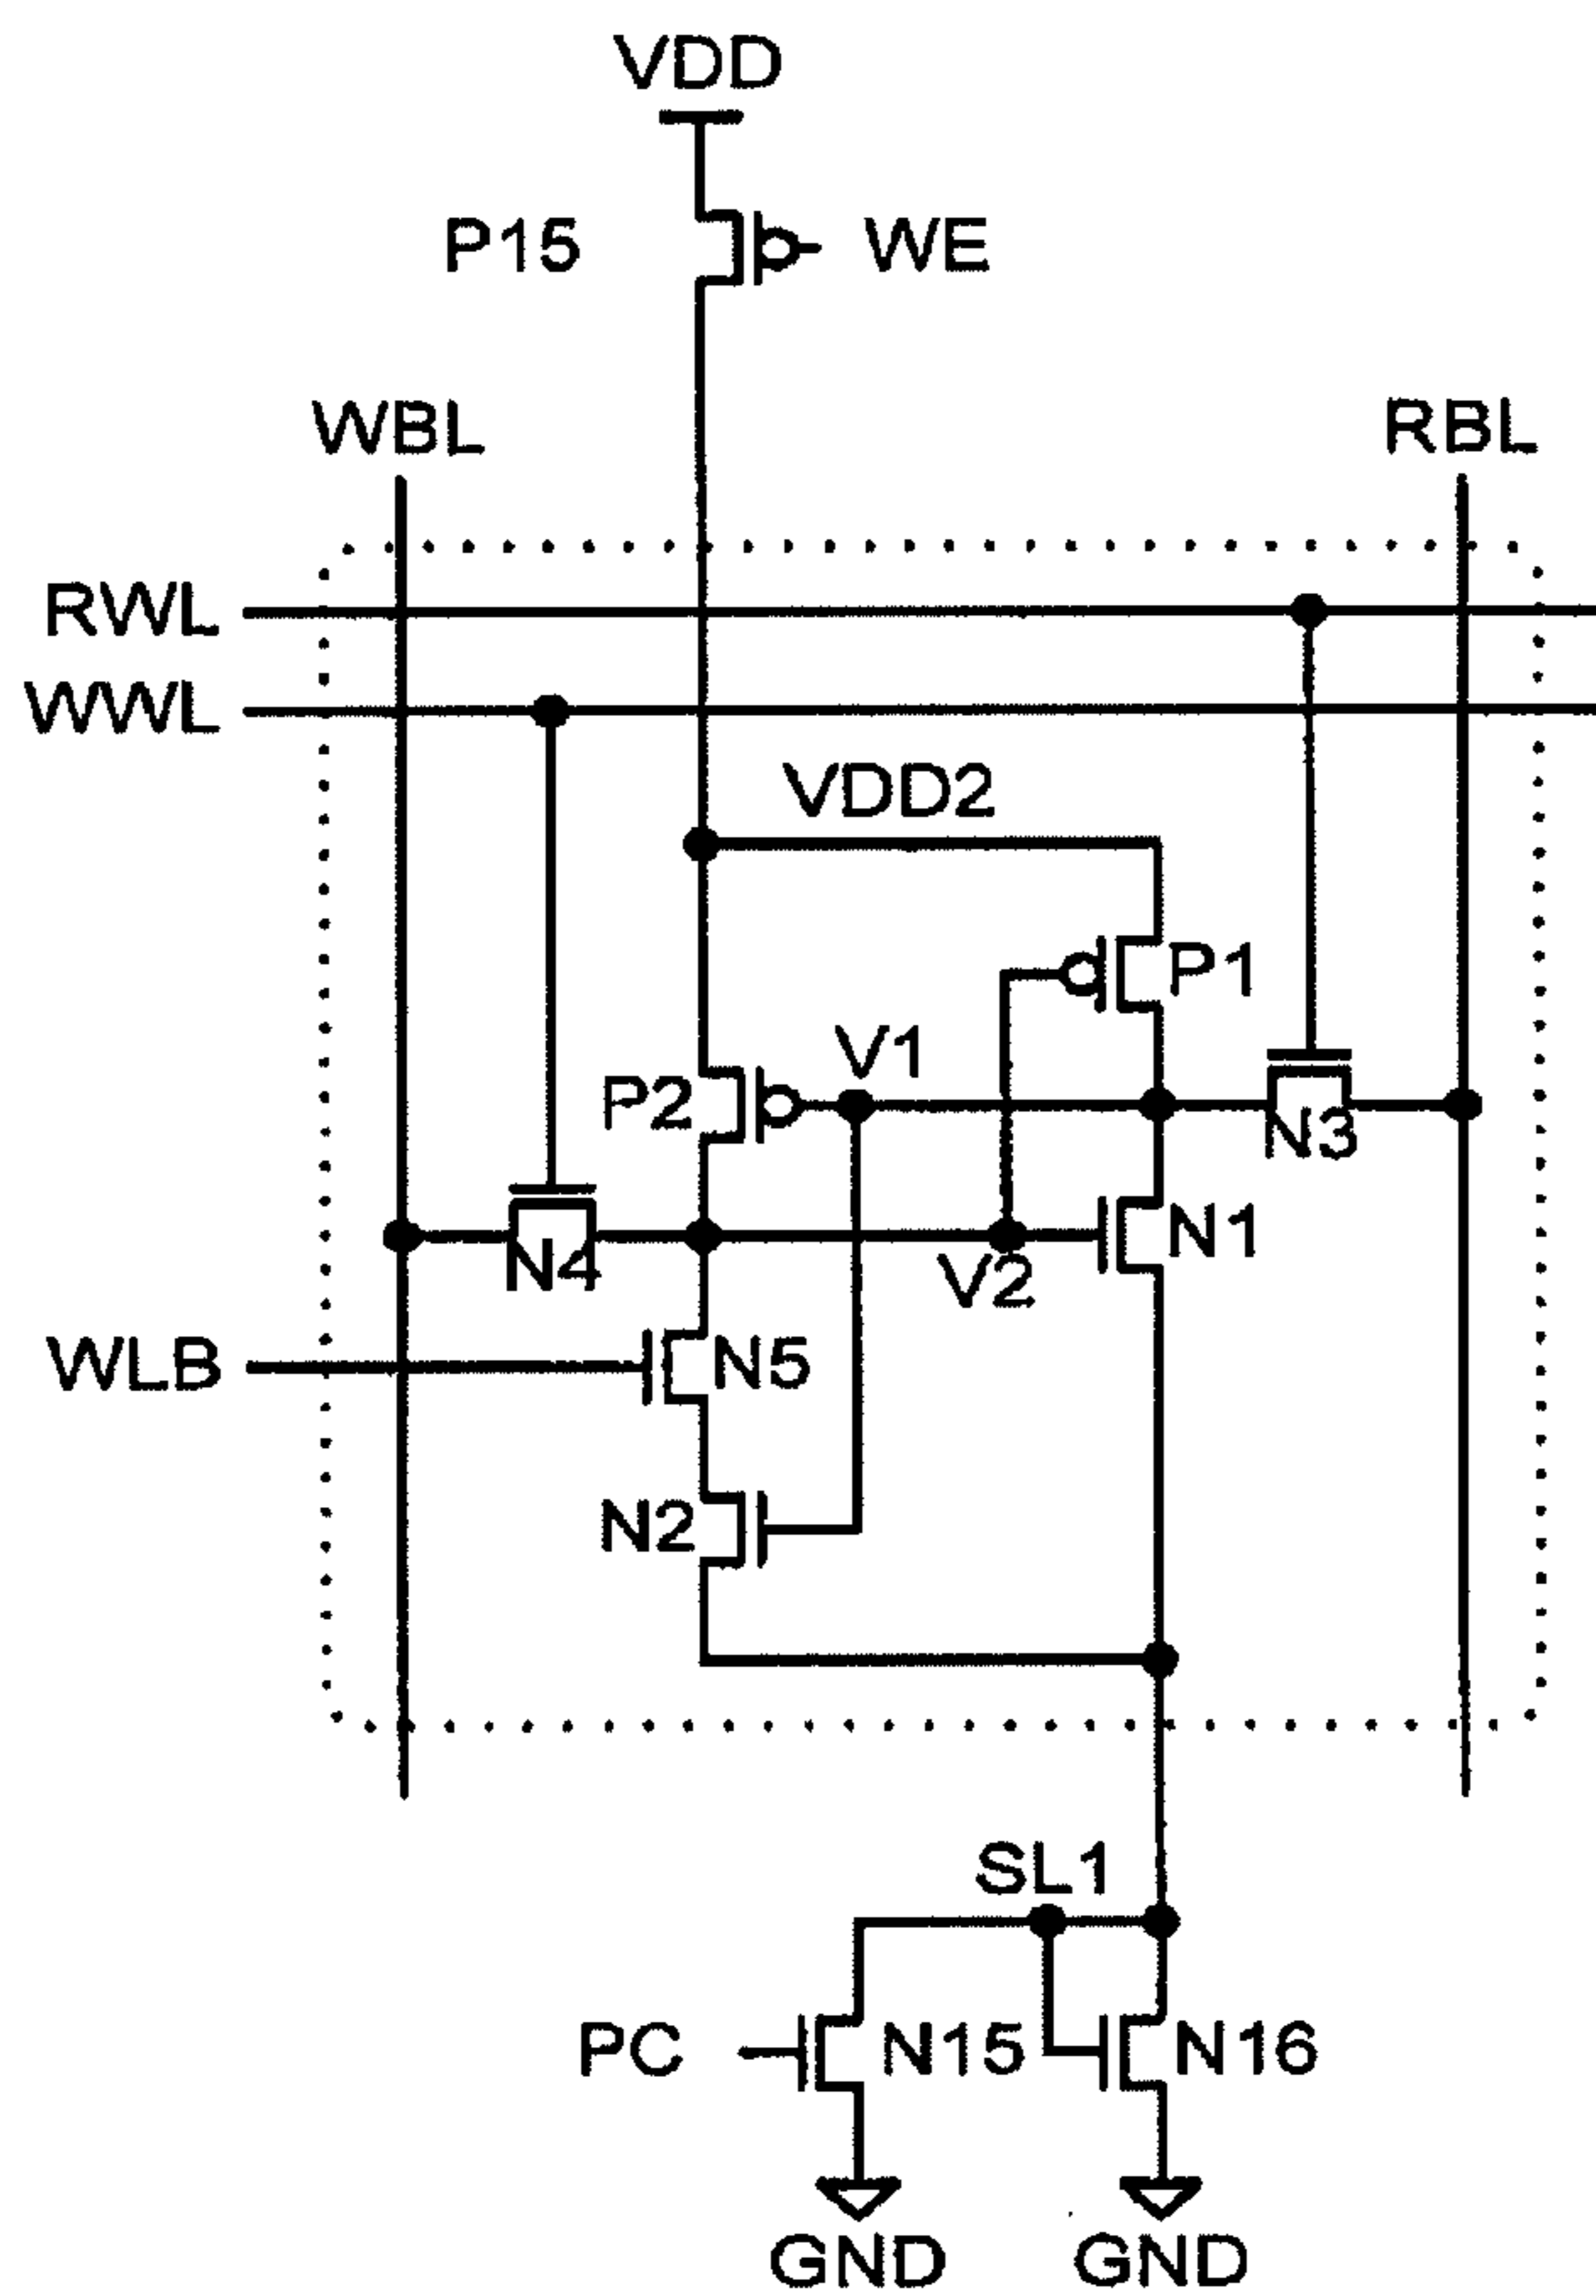 VDD
P15
WE
WBL
RBL
RWL
WWL
VDD2
P1
V1
P2
N3
N1
N4
V2
WLB
N5
N2
SL1
PC
N15
N16
GND
GND